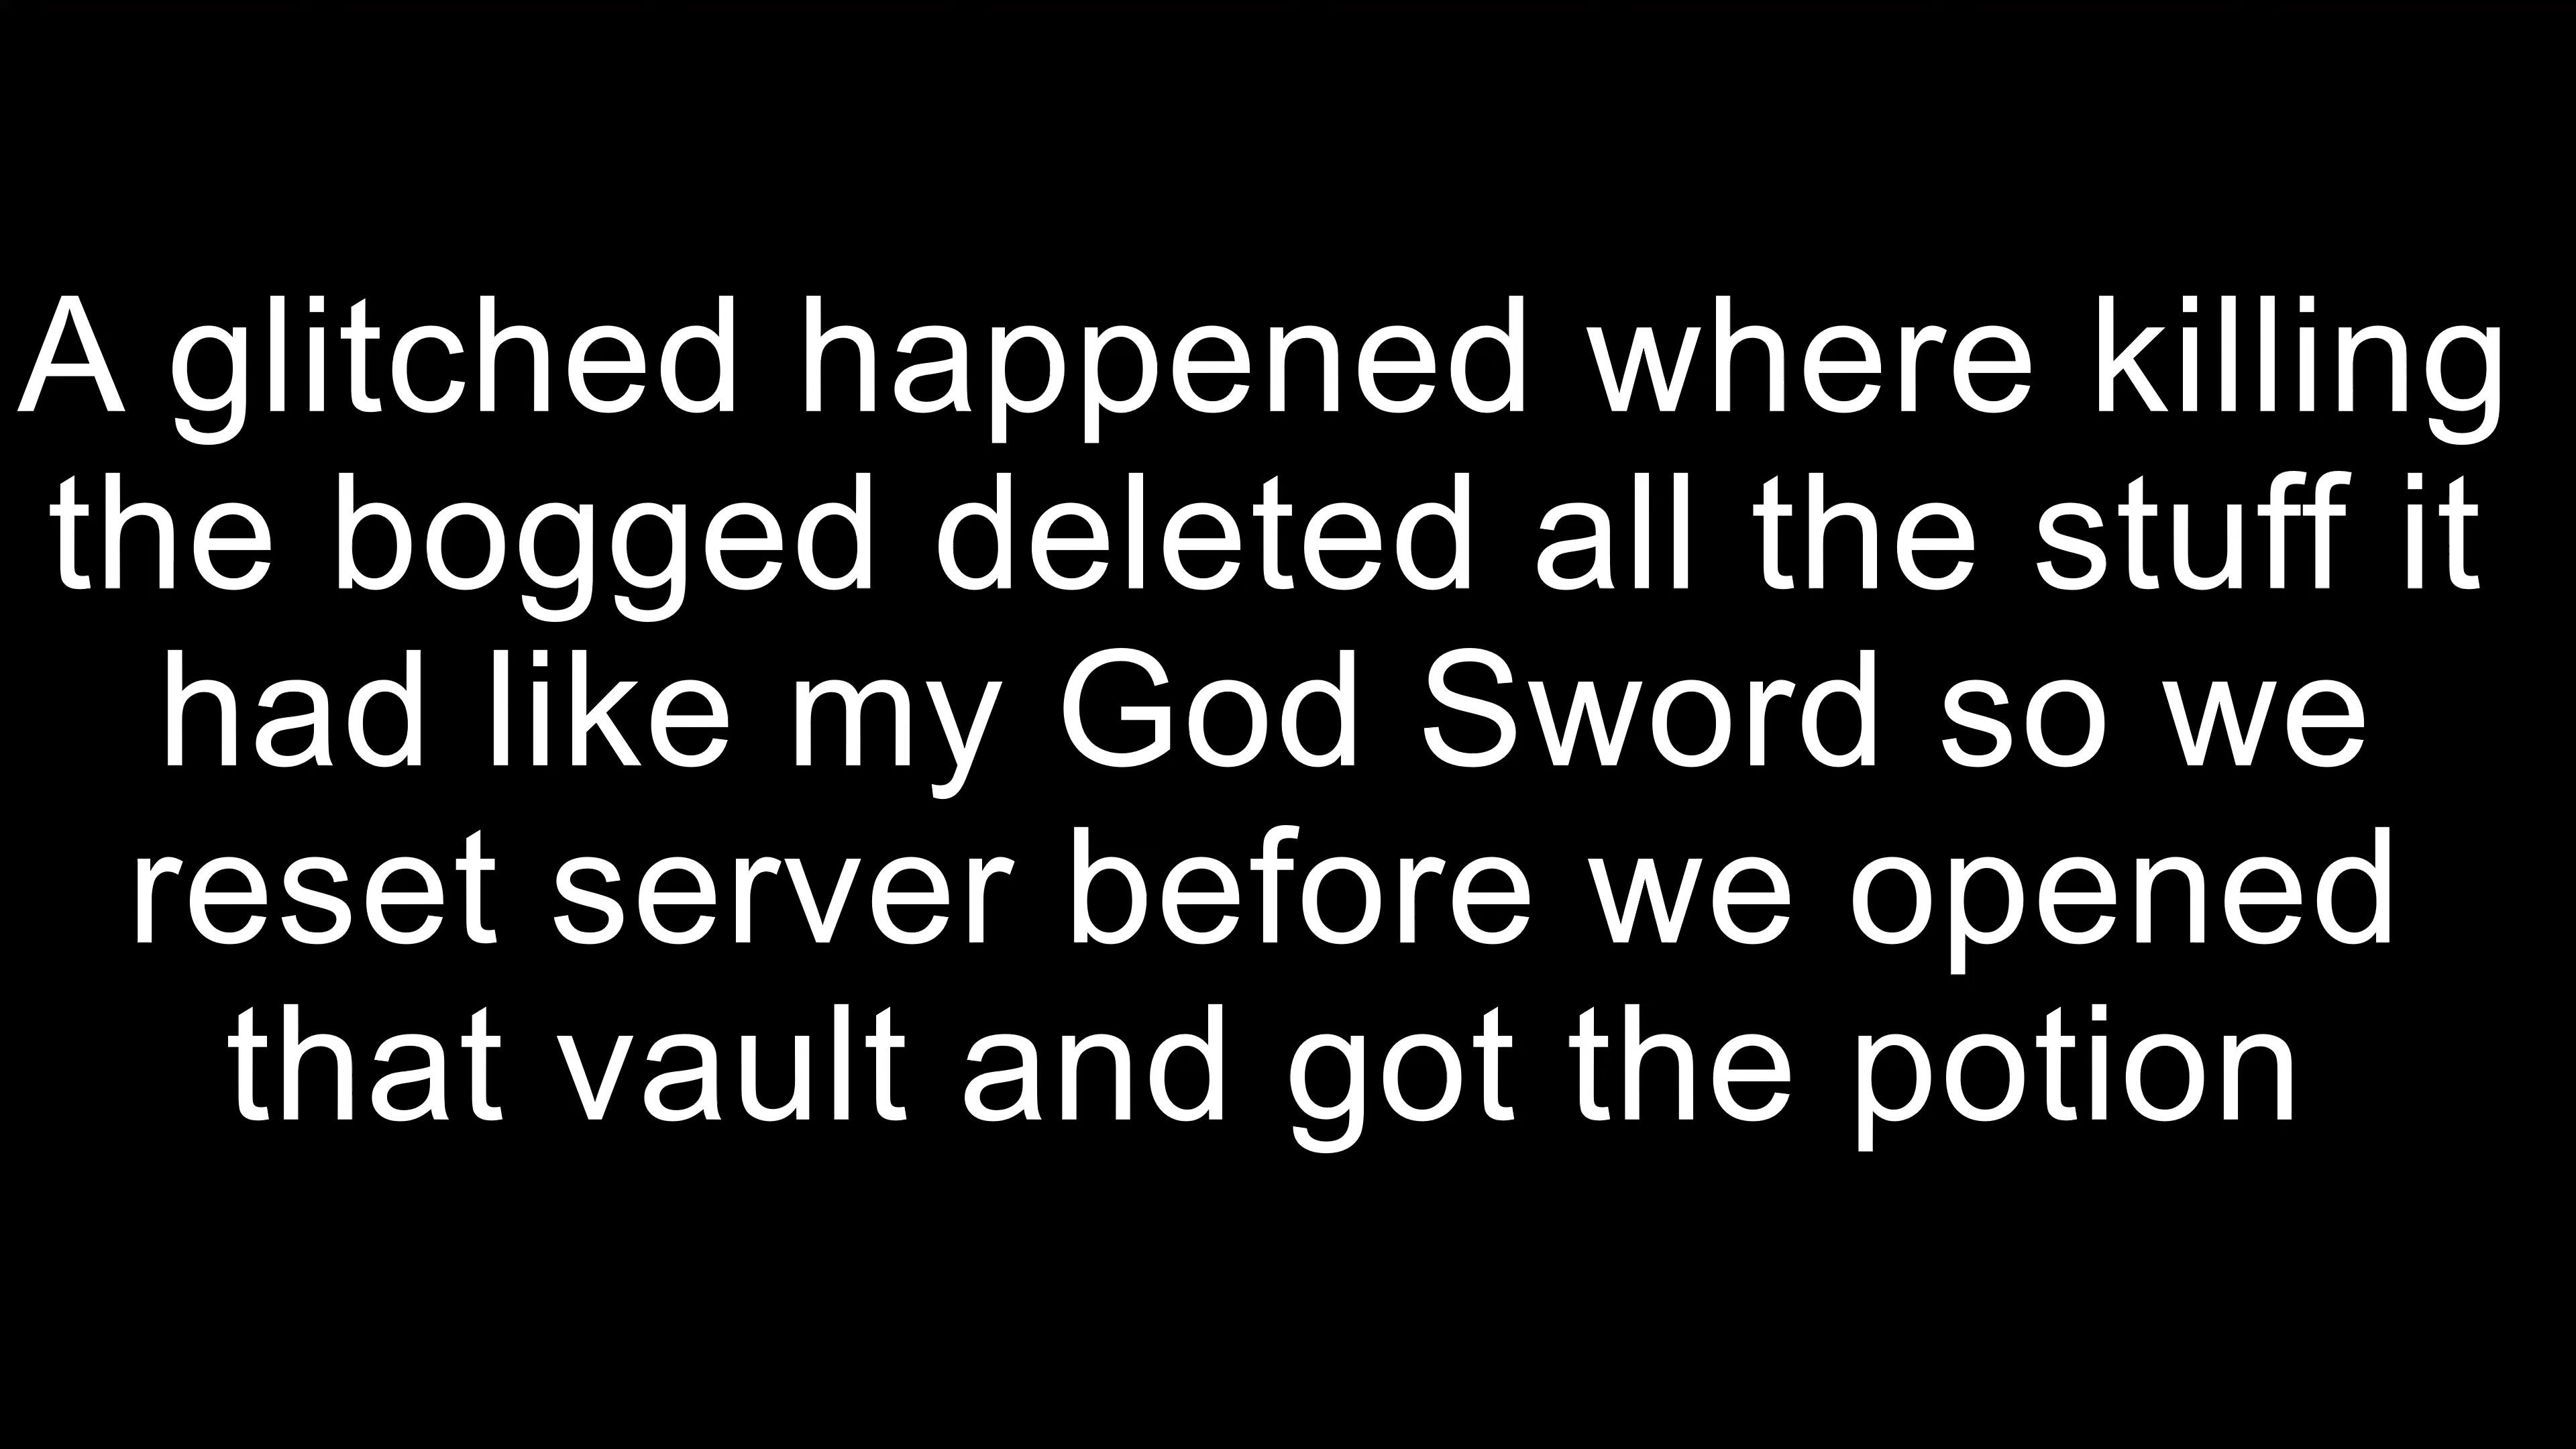 A glitched happened where killing
the bogged deleted all the stuff it
had like my God Sword so we
reset server before we opened
that vault and got the potion